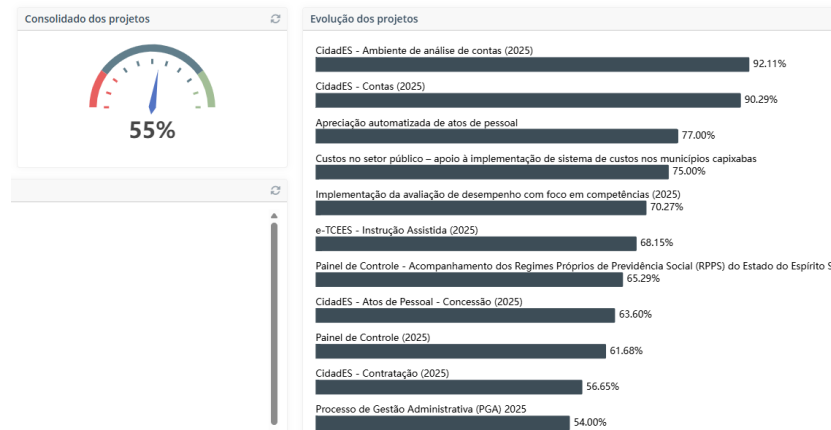 Consolidado dos projetos
55%
Evolução dos projetos
CidadES - Ambiente de análise de contas (2025)
92.11%
CidadES - Contas (2025)
90.29%
Apreciação automatizada de atos de pessoal
77.00%
Custos no setor público – apoio à implementação de sistema de custos nos municípios capixabas
75.00%
Implementação da avaliação de desempenho com foco em competências (2025)
70.27%
e-TCEES - Instrução Assistida (2025)
68.15%
Painel de Controle - Acompanhamento dos Regimes Próprios de Previdência Social (RPPS) do Estado do Espírito S
65.29%
CidadES - Atos de Pessoal - Concessão (2025)
63.60%
Painel de Controle (2025)
61.68%
CidadES - Contratação (2025)
56.65%
Processo de Gestão Administrativa (PGA) 2025
54.00%